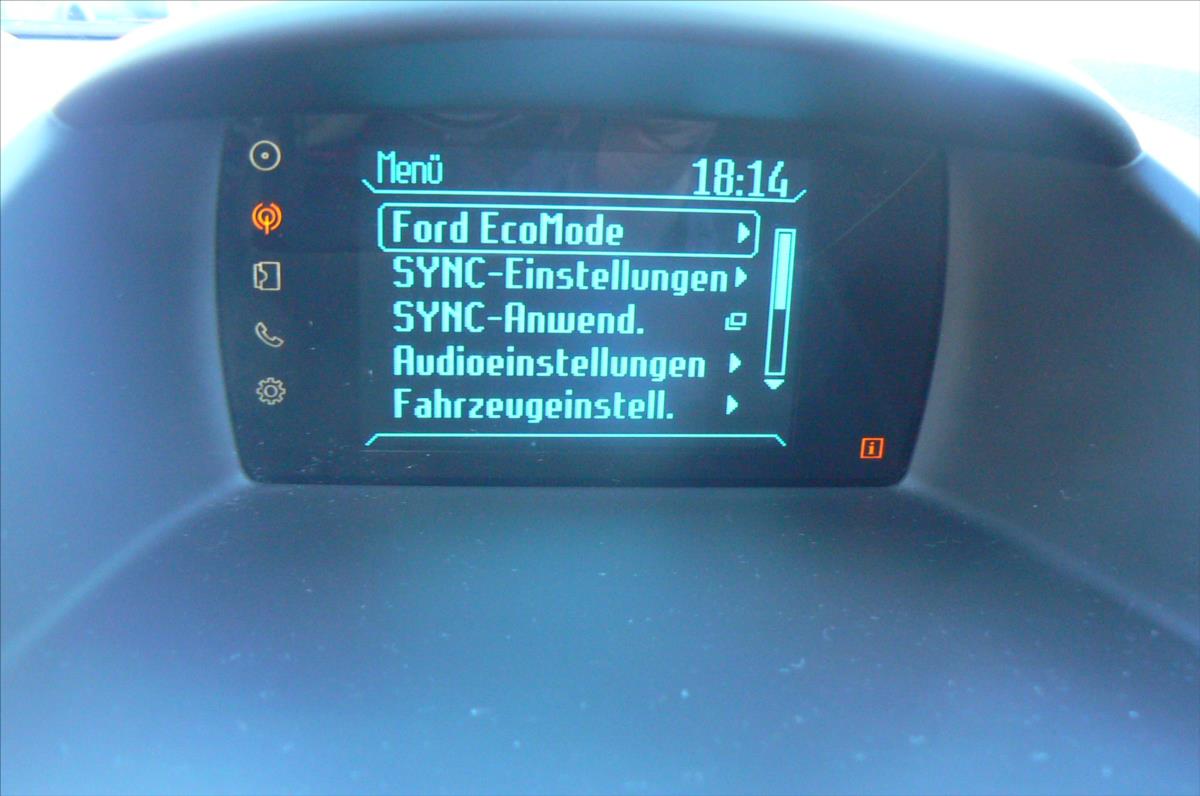 Menü 18:14
Ford EcoMode
SYNC-Einstellungen
SYNC-Anwend.
Audioeinstellungen
Fahrzeugeinstell.
i